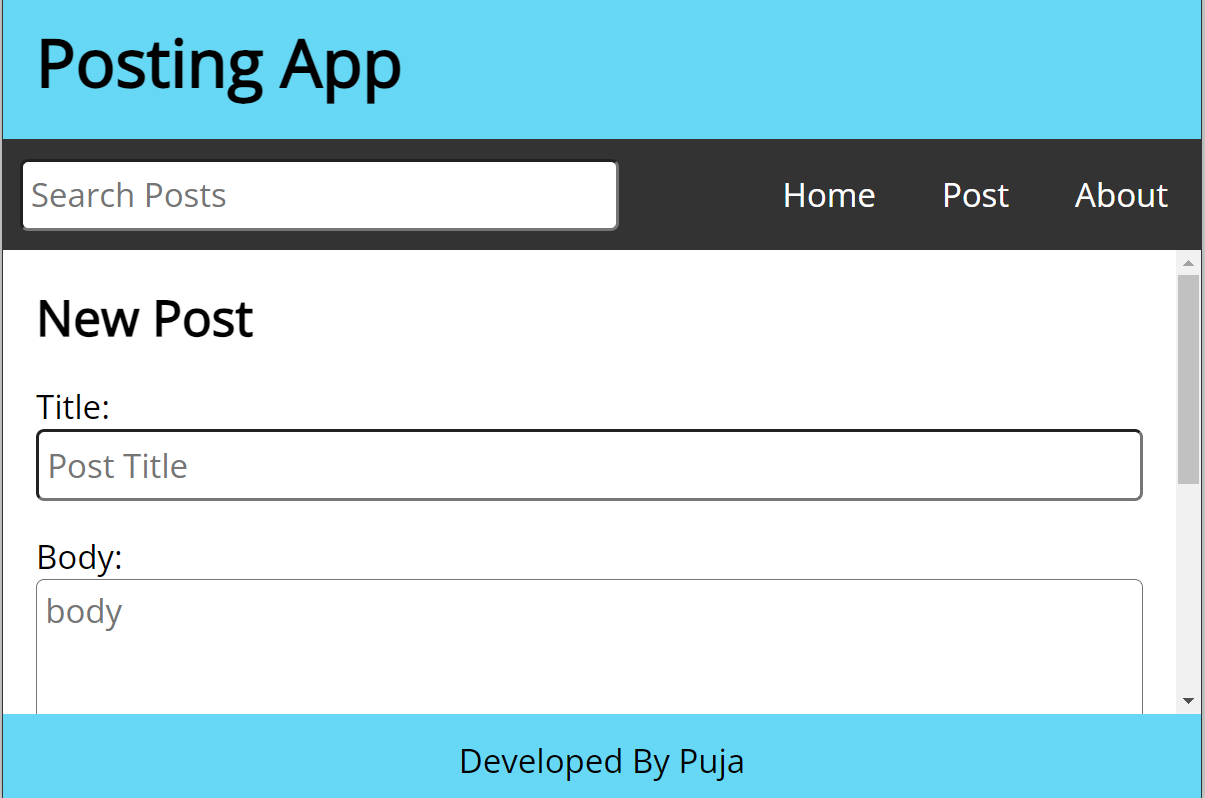 Posting App
Search Posts
Home Post About
New Post
Title:
Post Title
Body:
body
Developed By Puja